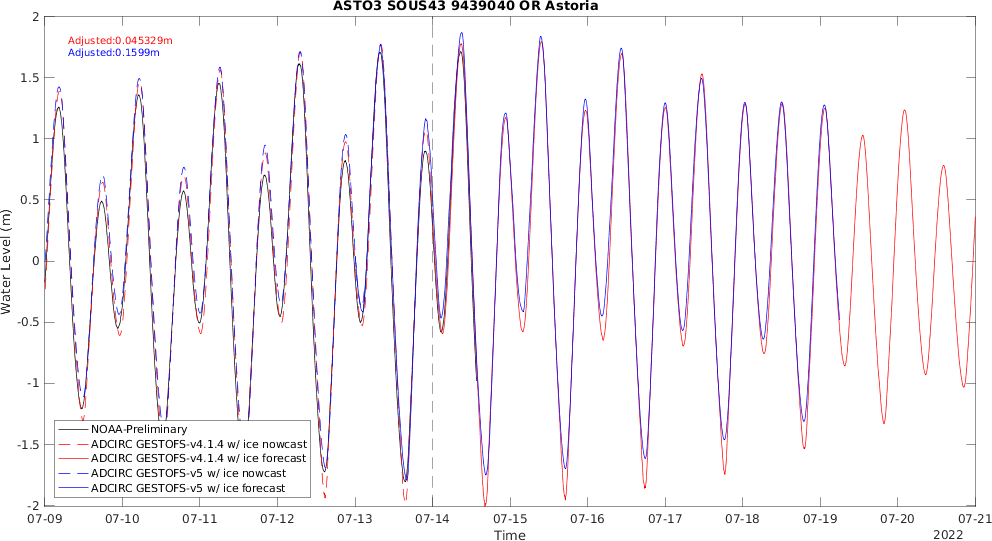 ASTO3 SOUS43 9439040 OR Astoria
Adjusted:0.045329m
Adjusted:0.1599m
2
1.5
1
0.5
0
-0.5
-1
-1.5
-2
Water Level (m)
NOAA-Preliminary
ADCIRC GESTOFS-v4.1.4 w/ ice nowcast
ADCIRC GESTOFS-v4.1.4 w/ ice forecast
ADCIRC GESTOFS-v5 w/ ice nowcast
ADCIRC GESTOFS-v5 w/ ice forecast
07-09 07-10 07-11 07-12 07-13 07-14 07-15 07-16 07-17 07-18 07-19 07-20 07-21
Time
2022